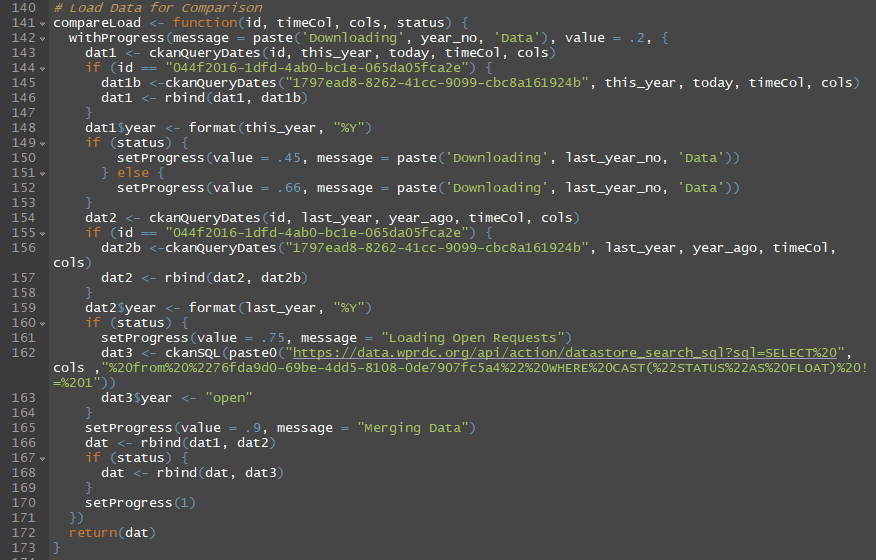 140 # Load Data for Comparison
141 compareLoad <- function(id, timeCol, cols, status) {
142   withProgress(message = paste('Downloading', year_no, 'Data'), value = .2, {
143     dat1 <- ckanQueryDates(id, this_year, today, timeCol, cols)
144     if (id == "044f2016-1dfd-4ab0-bc1e-065da05fca2e") {
145       dat1b <-ckanQueryDates("1797ead8-8262-41cc-9099-cbc8a161924b", this_year, today, timeCol, cols)
146       dat1 <- rbind(dat1, dat1b)
147     }
148     dat1$year <- format(this_year, "%Y")
149     if (status) {
150         setProgress(value = .45, message = paste('Downloading', last_year_no, 'Data'))
151       } else {
152         setProgress(value = .66, message = paste('Downloading', last_year_no, 'Data'))
153     }
154     dat2 <- ckanQueryDates(id, last_year, year_ago, timeCol, cols)
155     if (id == "044f2016-1dfd-4ab0-bc1e-065da05fca2e") {
156       dat2b <-ckanQueryDates("1797ead8-8262-41cc-9099-cbc8a161924b", last_year, year_ago, timeCol,
cols)
157       dat2 <- rbind(dat2, dat2b)
158     }
159     dat2$year <- format(last_year, "%Y")
160     if (status) {
161       setProgress(value = .75, message = "Loading Open Requests")
162       dat3 <- ckanSQL(paste0("https://data.wprdc.org/api/action/datastore_search_sql?sql=SELECT%20",
cols ,"%20from%20%2276fda9d0-69be-4dd5-8108-0de7907fc5a4%22%20WHERE%20CAST(%22STATUS%22AS%20FLOAT)%20!
=%201"))
163       dat3$year <- "open"
164     }
165     setProgress(value = .9, message = "Merging Data")
166     dat <- rbind(dat1, dat2)
167     if (status) {
168       dat <- rbind(dat, dat3)
169     }
170     setProgress(1)
171   })
172   return(dat)
173 }